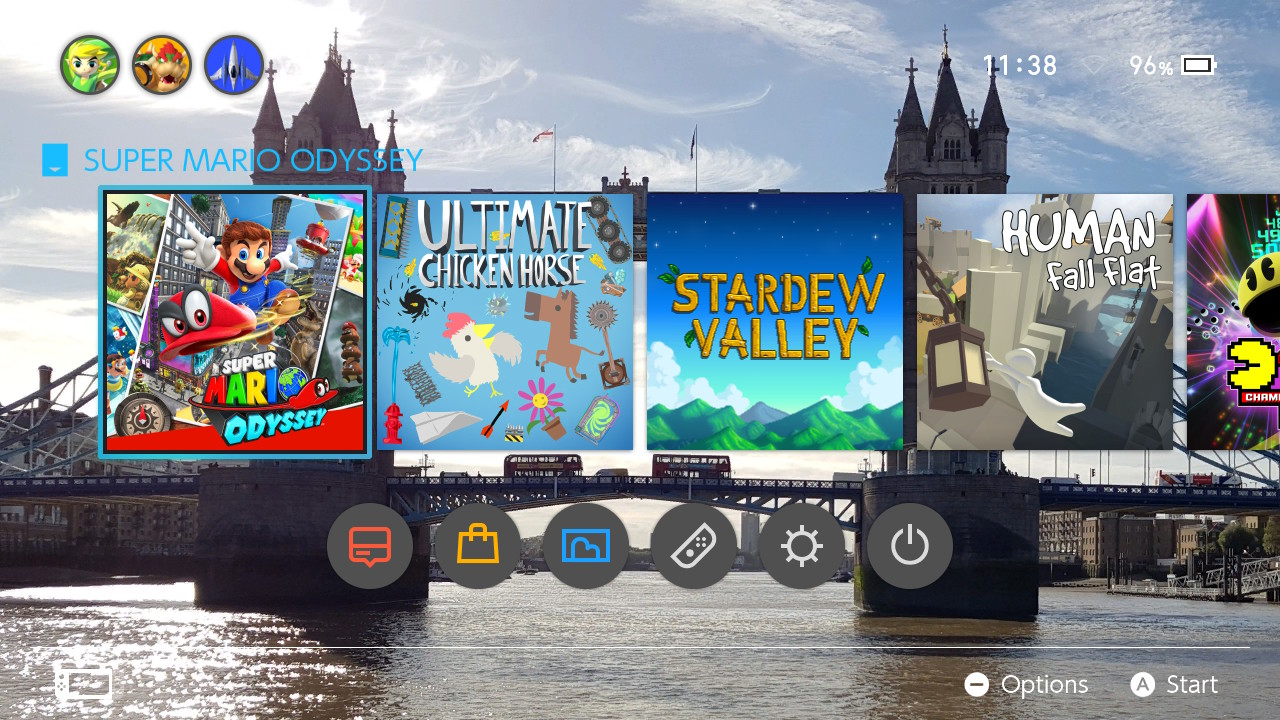 11:38
96%
SUPER MARIO ODYSSEY
SUPER
MARIO
ODYSSEY
ULTIMATE
CHICKEN HORSE
STARDEW
VALLEY
HUMAN
fall flat
Options
A Start